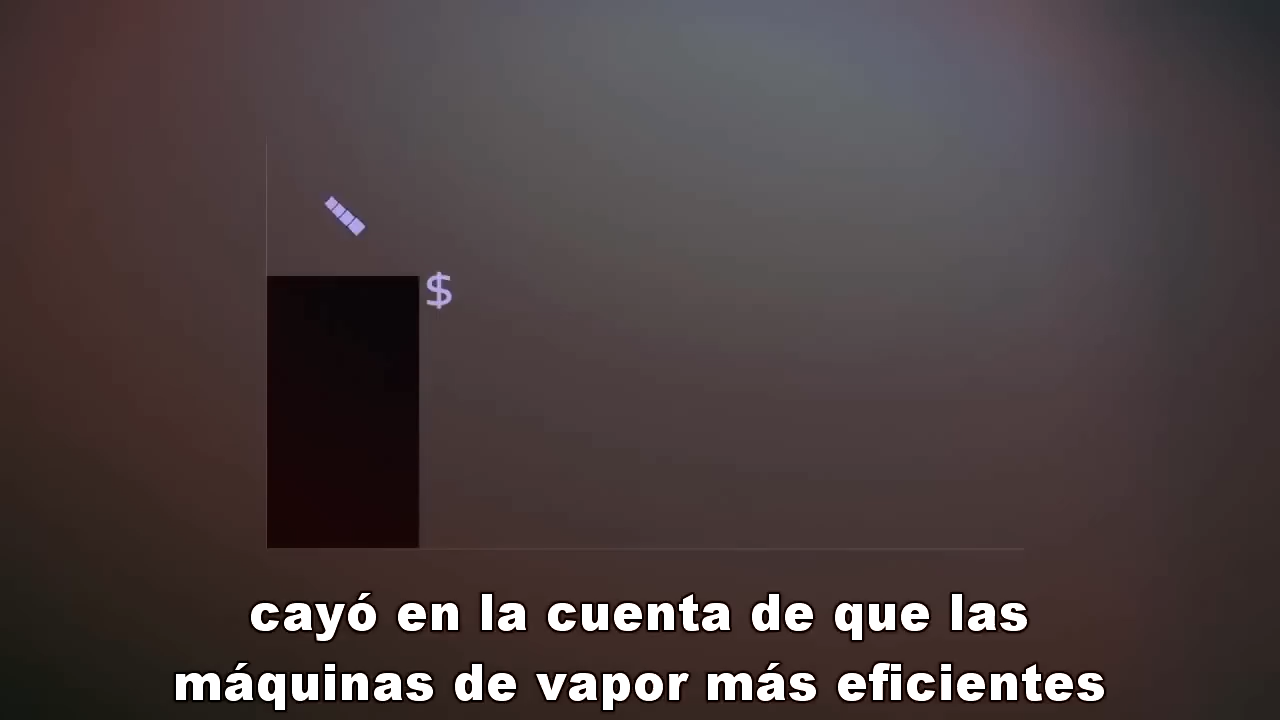 $
cayó en la cuenta de que las
máquinas de vapor más eficientes